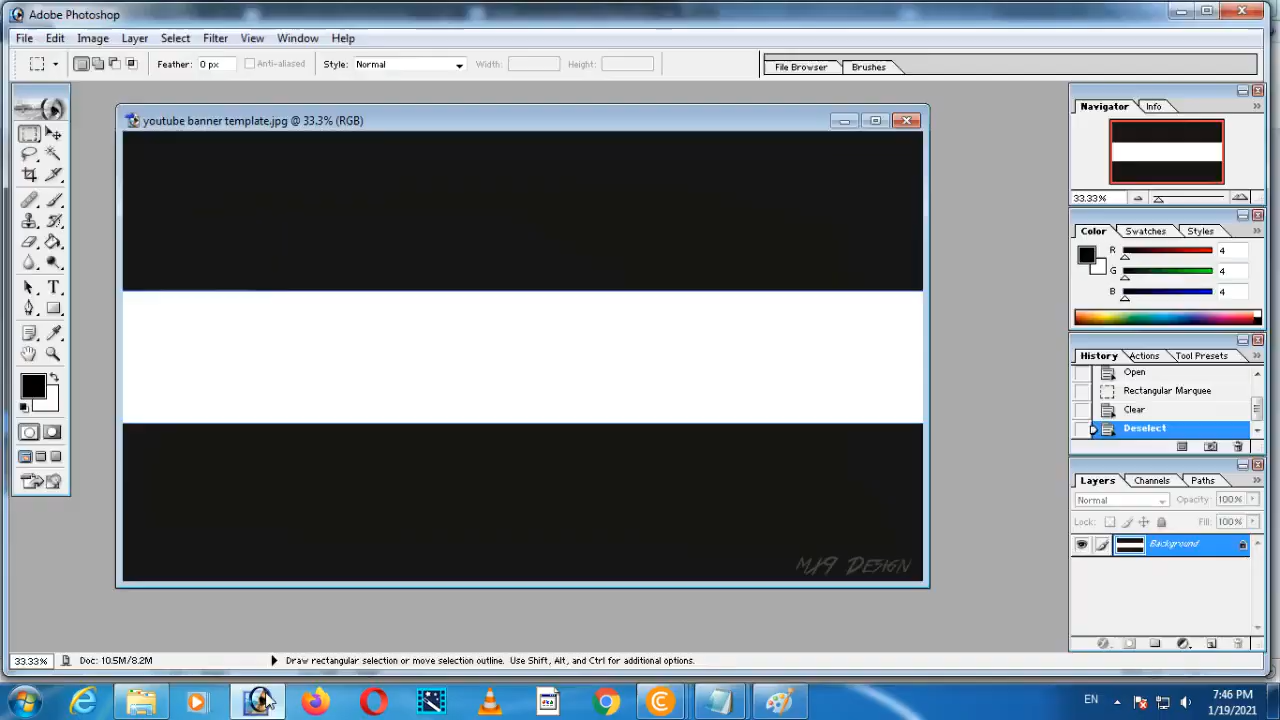 Adobe Photoshop
File Edit Image Layer Select Filter View Window Help
Feather: 0 px Anti-aliased Style: Normal Width: Height: File Browser Brushes
youtube banner template.jpg @ 33.3% (RGB)
Navigator Info
33.33%
Color Swatches Styles
R 4
G 4
B 4
History Actions Tool Presets
Open
Rectangular Marquee
Clear
Deselect
Layers Channels Paths
Normal Opacity: 100%
Lock: Fill: 100%
Background
DESIGN
33.33% Doc: 10.5M/8.2M Draw rectangular selection or move selection outline. Use Shift, Alt, and Ctrl for additional options.
EN 7:46 PM
1/19/2021